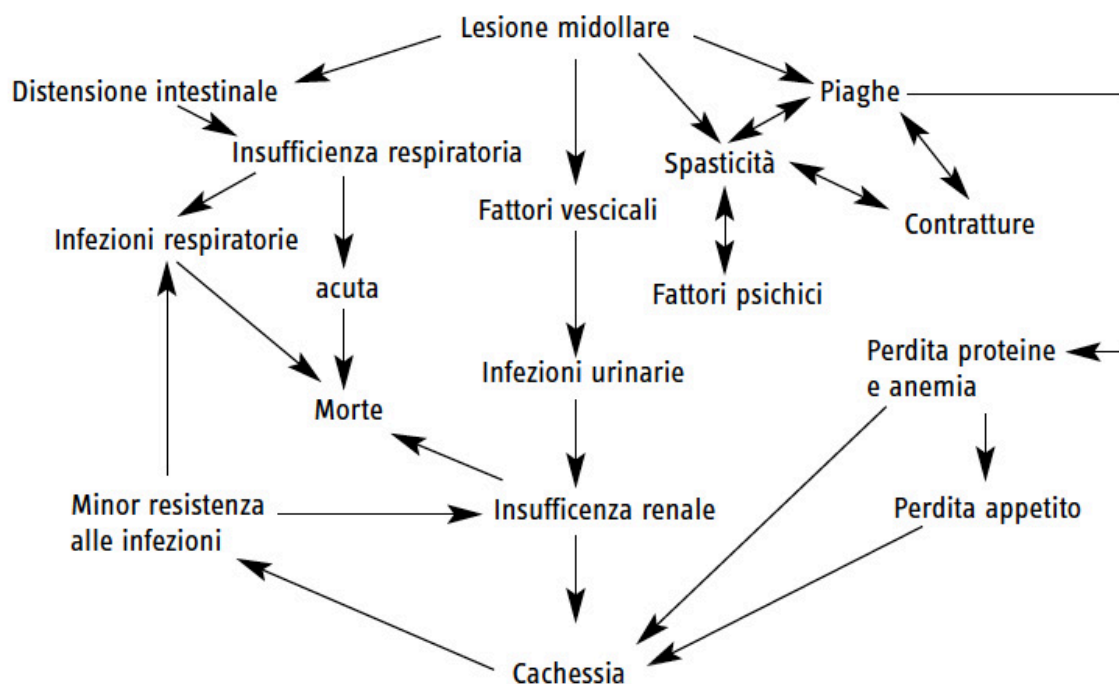 Lesione midollare
Distensione intestinale
Piaghe
Insufficienza respiratoria
Spasticità
Fattori vescicali
Contratture
Infezioni respiratorie
acuta
Fattori psichici
Infezioni urinarie
Perdita proteine
e anemia
Morte
Minor resistenza
alle infezioni
Insufficenza renale
Perdita appetito
Cachessia